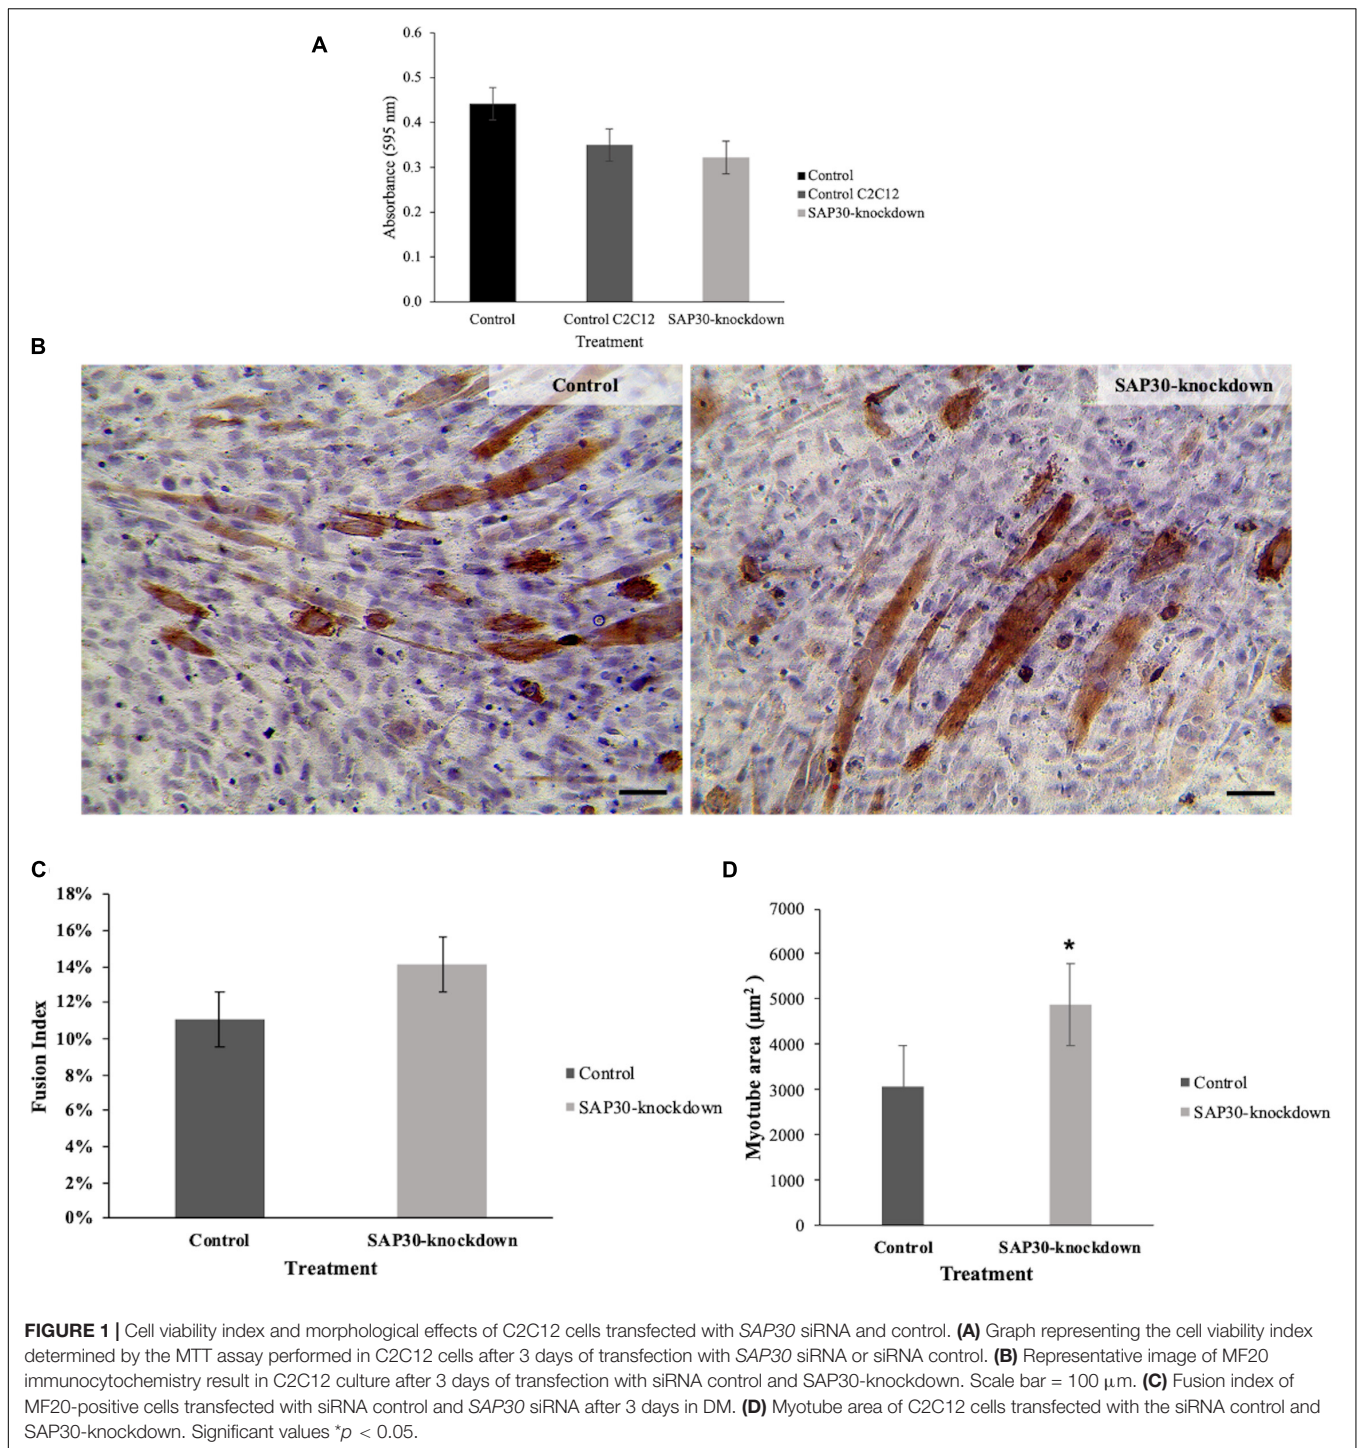 A
0.6
0.5
0.4
0.3
0.2
0.1
0.0
Absorbance (595 nm)
Control
Control C2C12
SAP30-knockdown
Treatment
Control
Control C2C12
SAP30-knockdown
B
Control
SAP30-knockdown
C
18%
16%
14%
12%
10%
8%
6%
4%
2%
0%
Fusion Index
Control
SAP30-knockdown
Treatment
Control
SAP30-knockdown
D
7000
6000
5000
4000
3000
2000
1000
0
Myotube area (μm²)
*
Control
SAP30-knockdown
Treatment
Control
SAP30-knockdown
FIGURE 1 | Cell viability index and morphological effects of C2C12 cells transfected with SAP30 siRNA and control. (A) Graph representing the cell viability index
determined by the MTT assay performed in C2C12 cells after 3 days of transfection with SAP30 siRNA or siRNA control. (B) Representative image of MF20
immunocytochemistry result in C2C12 culture after 3 days of transfection with siRNA control and SAP30-knockdown. Scale bar = 100 μm. (C) Fusion index of
MF20-positive cells transfected with siRNA control and SAP30 siRNA after 3 days in DM. (D) Myotube area of C2C12 cells transfected with the siRNA control and
SAP30-knockdown. Significant values *p < 0.05.